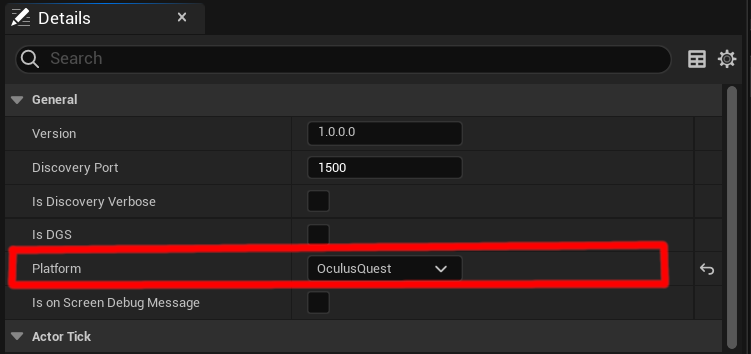 Details
Search
General
Version 1.0.0.0
Discovery Port 1500
Is Discovery Verbose
Is DGS
Platform OculusQuest
Is on Screen Debug Message
Actor Tick